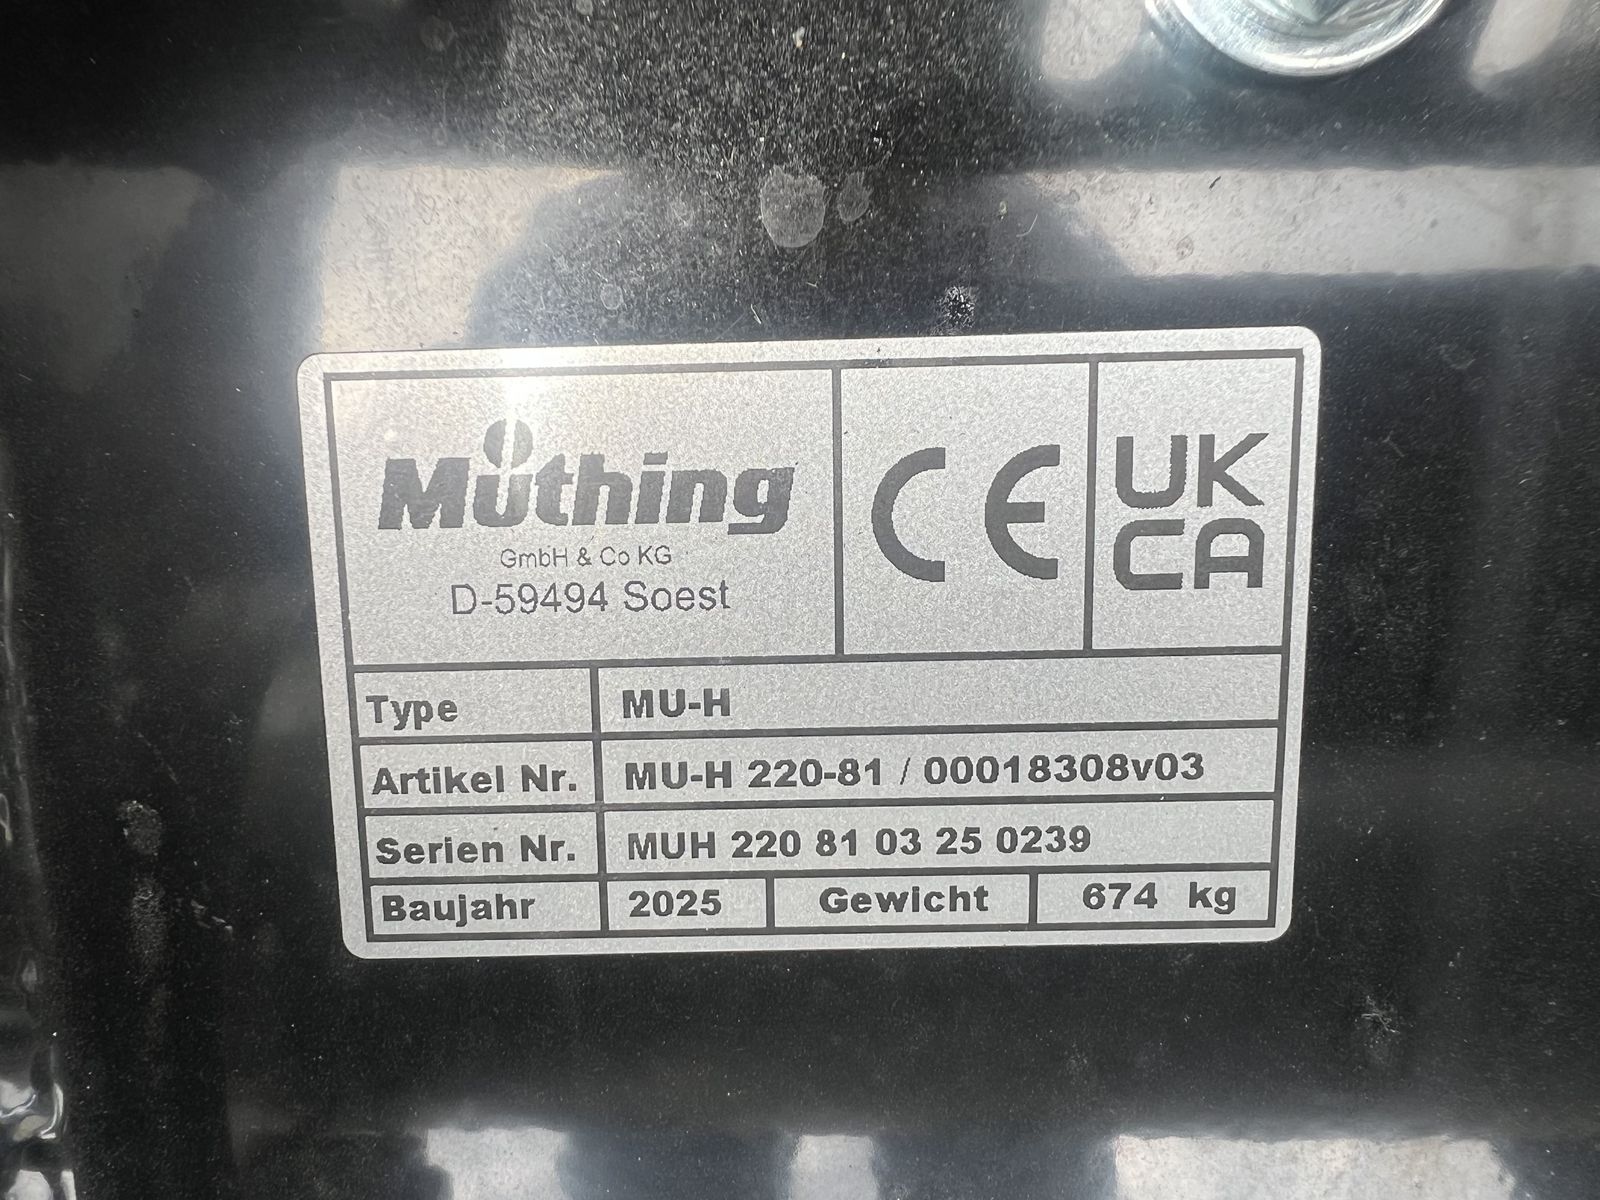 Müthing
GmbH & Co KG
D-59494 Soest
CE
UK
CA
Type MU-H
Artikel Nr. MU-H 220-81 / 00018308v03
Serien Nr. MUH 220 81 03 25 0239
Baujahr 2025 Gewicht 674 kg